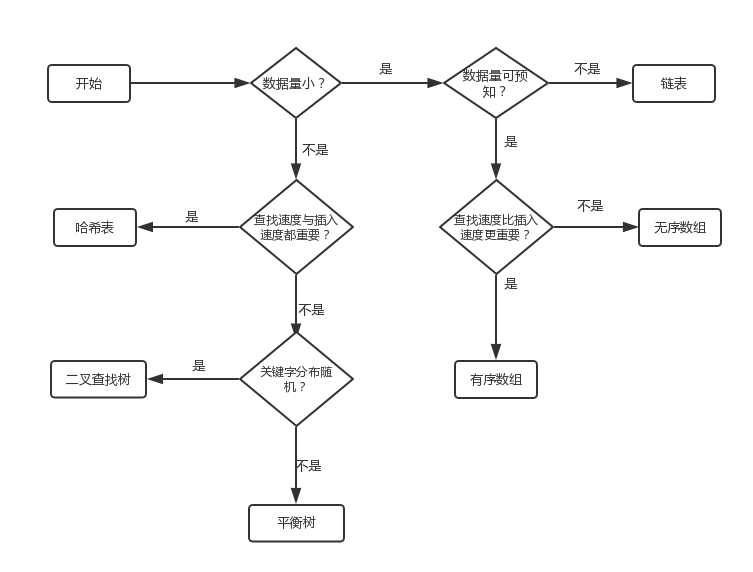 开始
数据量小？
是
数据量可预
知？
不是
链表
不是
是
哈希表
是
查找速度与插入
速度都重要？
查找速度比插入
速度更重要？
不是
无序数组
不是
是
二叉查找树
是
关键字分布随
机？
有序数组
不是
平衡树